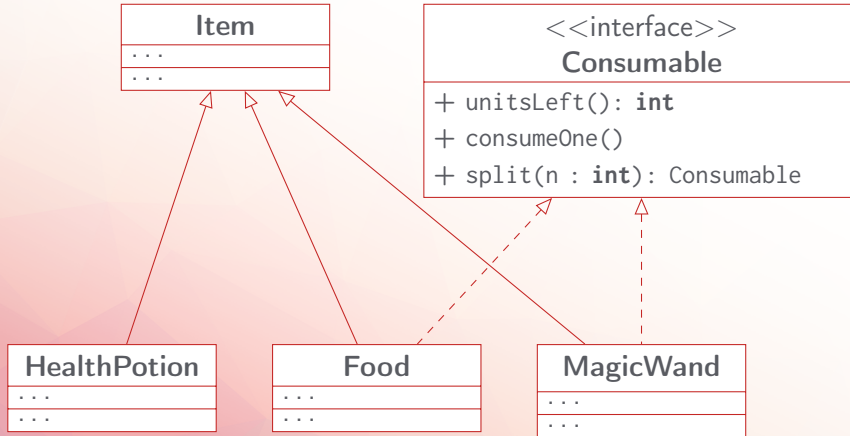 Item
...
...
<<interface>>
Consumable
+ unitsLeft(): int
+ consumeOne()
+ split(n : int): Consumable
HealthPotion
...
...
Food
...
...
MagicWand
...
...